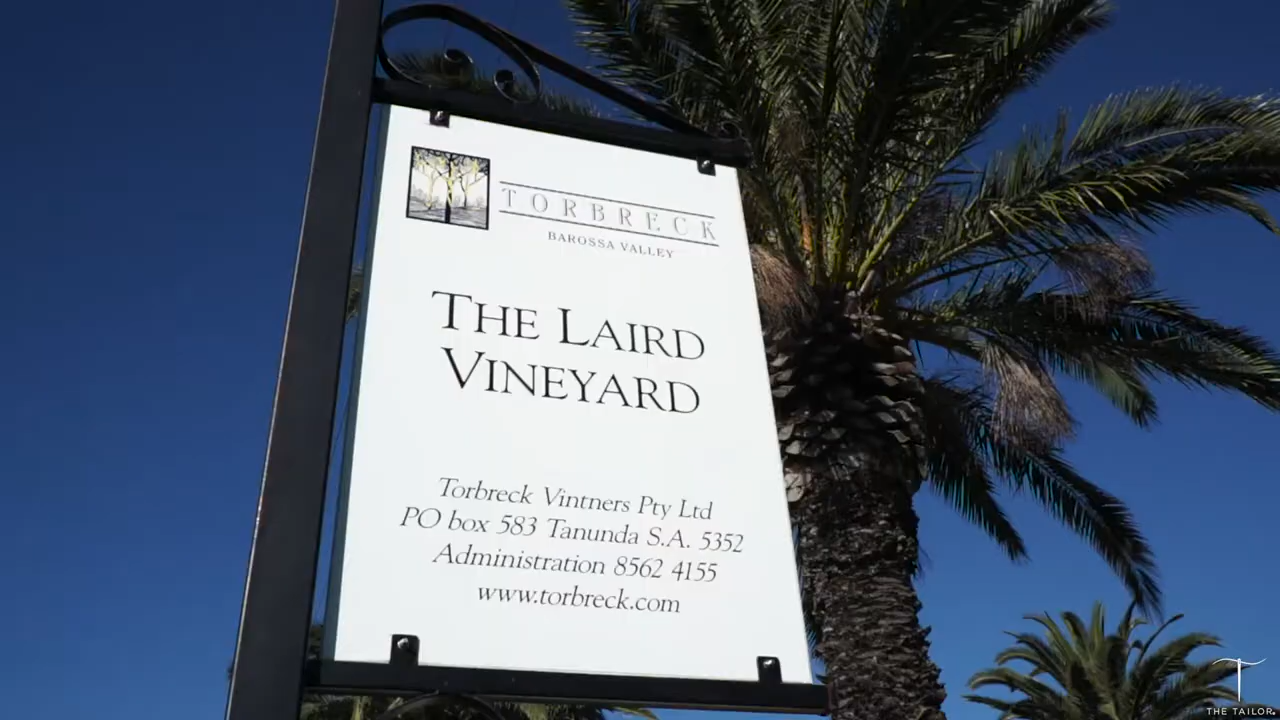 TORBRECK
BAROSSA VALLEY
THE LAIRD
VINEYARD
Torbreck Vintners Pty Ltd
PO box 583 Tanunda S.A. 5352
Administration 8562 4155
www.torbreck.com
THE TAILOR